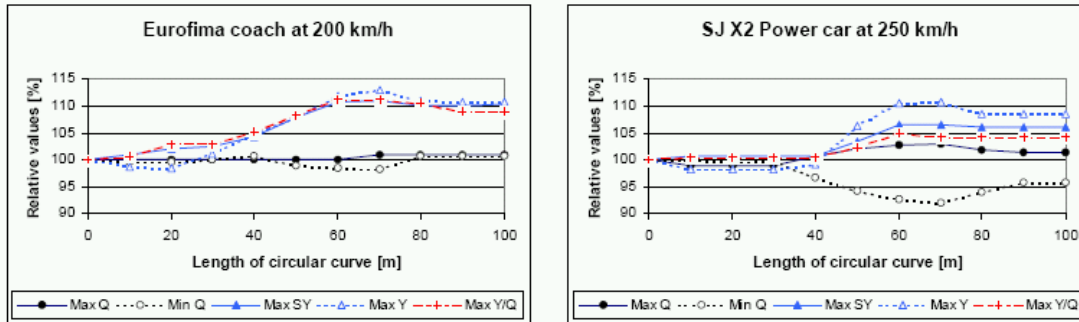 Eurofima coach at 200 km/h
Relative values [%]
115
110
105
100
95
90
0 20 40 60 80 100
Length of circular curve [m]
Max Q Min Q Max SY Max Y Max Y/Q
SJ X2 Power car at 250 km/h
Relative values [%]
115
110
105
100
95
90
0 20 40 60 80 100
Length of circular curve [m]
Max Q Min Q Max SY Max Y Max Y/Q